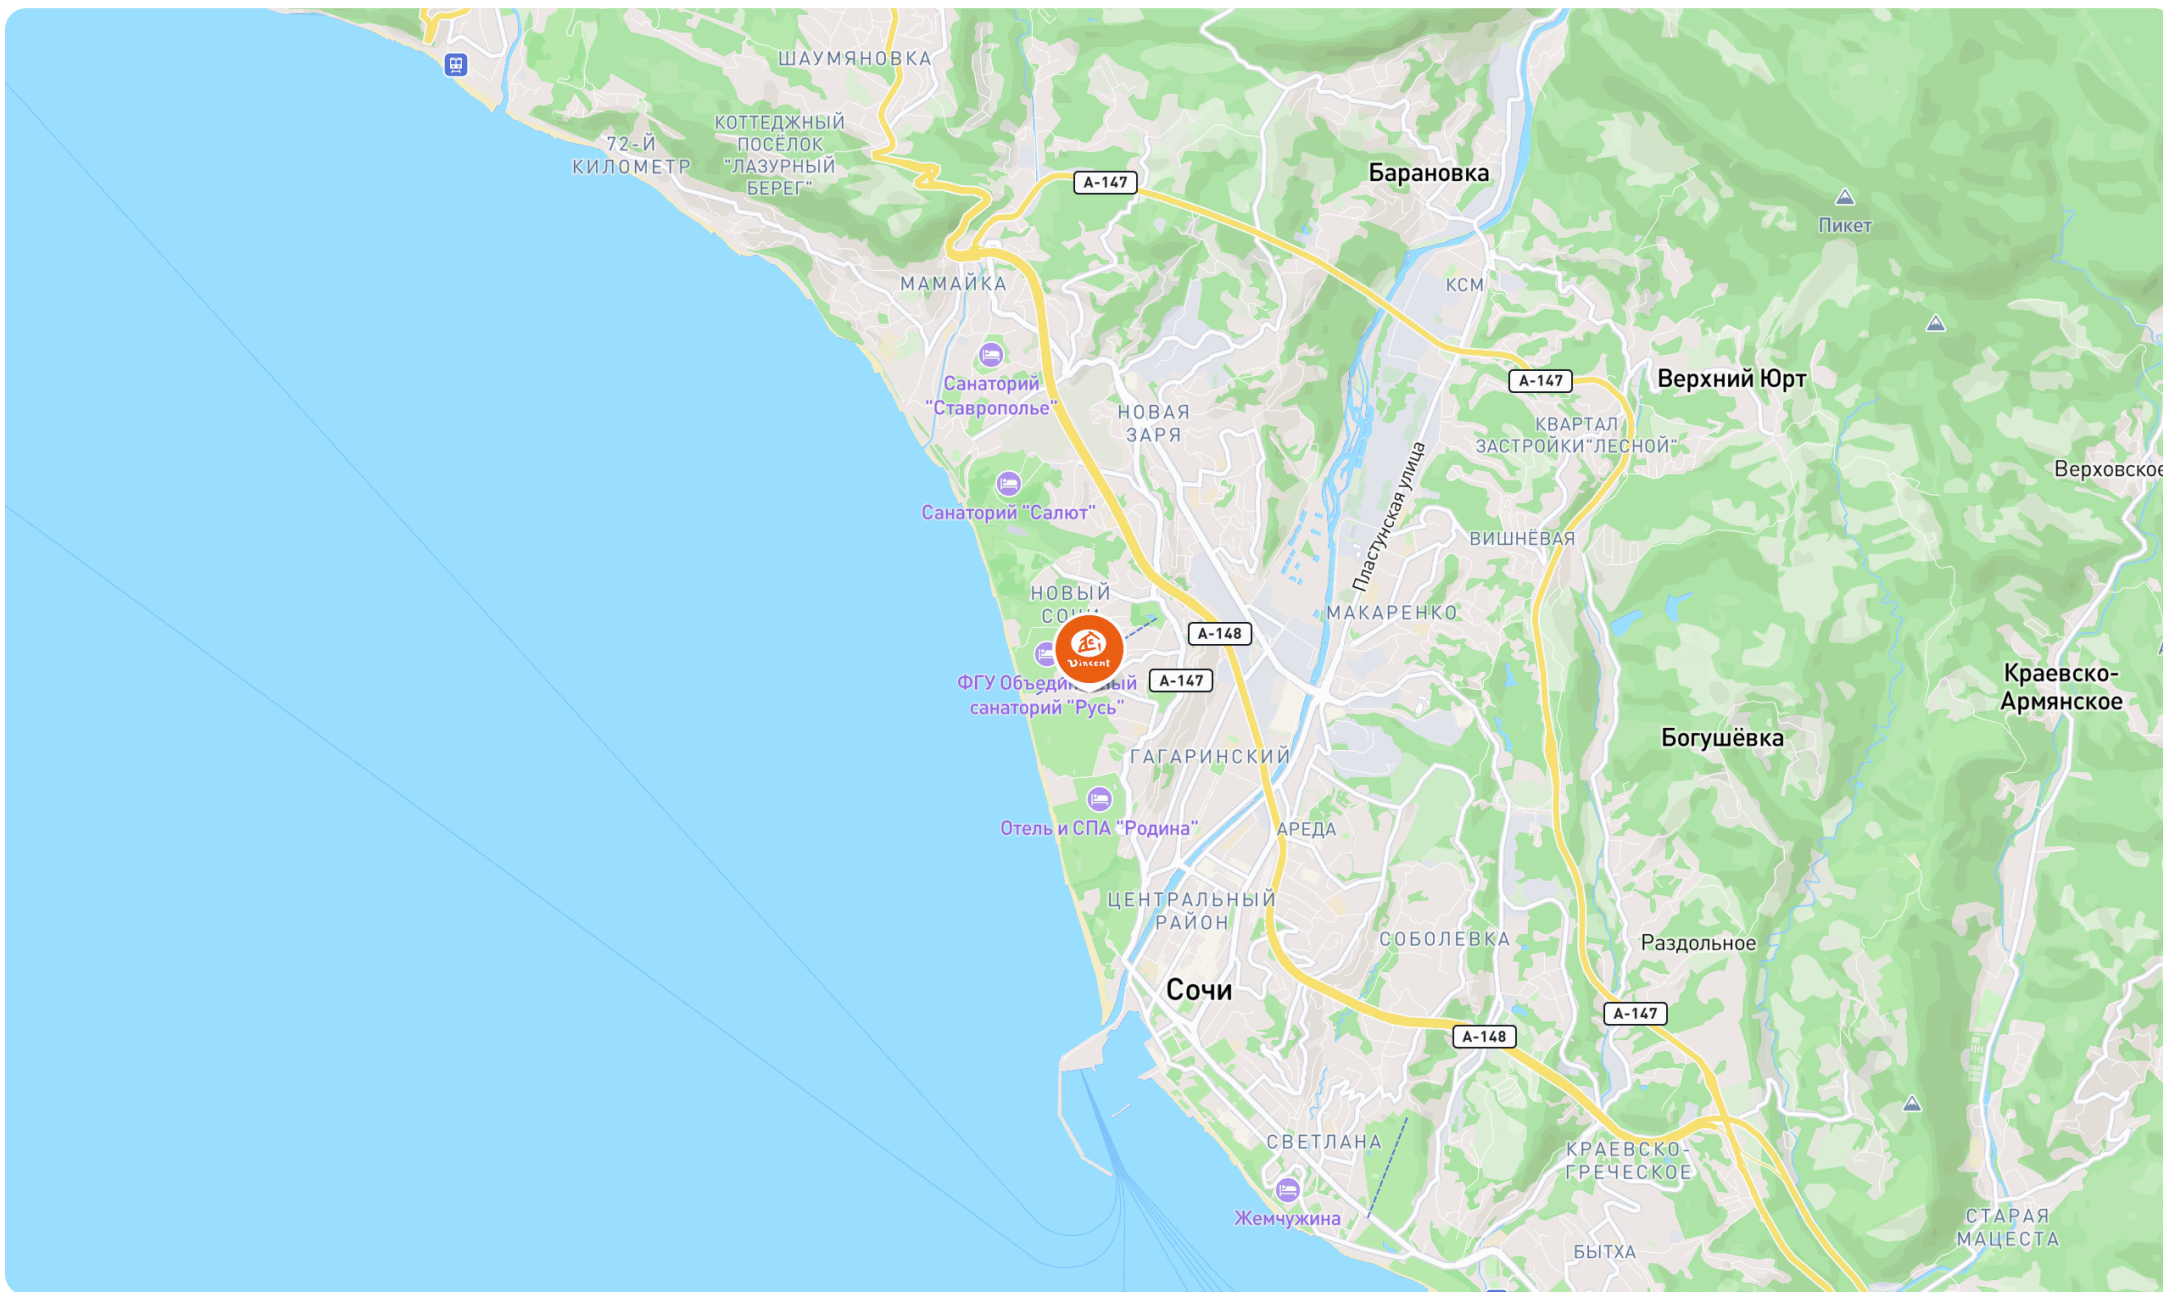 ШАУМЯНОВКА
КОТТЕДЖНЫЙ
ПОСЁЛОК
"ЛАЗУРНЫЙ
БЕРЕГ"
72-Й
КИЛОМЕТР
А-147
Барановка
Пикет
МАМАЙКА
КСМ
Санаторий
"Ставрополье"
НОВАЯ
ЗАРЯ
А-147
Верхний Юрт
КВАРТАЛ
ЗАСТРОЙКИ"ЛЕСНОЙ"
Верховское
Санаторий "Салют"
Пластунская улица
ВИШНЁВАЯ
НОВЫЙ
СОЧИ
МАКАРЕНКО
А-148
Vincent
А-147
ФГУ Объединённый
санаторий "Русь"
Краевско-
Армянское
Богушёвка
ГАГАРИНСКИЙ
Отель и СПА "Родина"
АРЕДА
ЦЕНТРАЛЬНЫЙ
РАЙОН
СОБОЛЕВКА
Раздольное
Сочи
А-147
А-148
СВЕТЛАНА
КРАЕВСКО-
ГРЕЧЕСКОЕ
Жемчужина
СТАРАЯ
МАЦЕСТА
БЫТХА